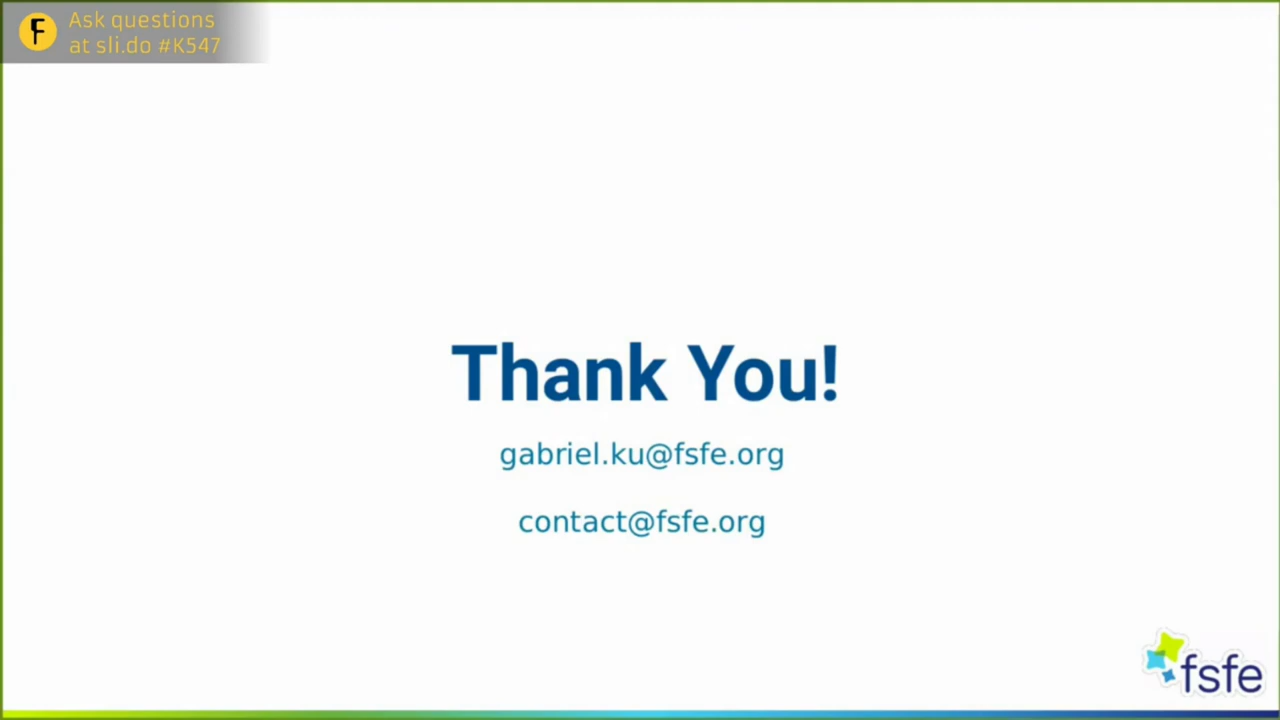 F
Ask questions
at sli.do #K547
Thank You!
gabriel.ku@fsfe.org
contact@fsfe.org
fsfe